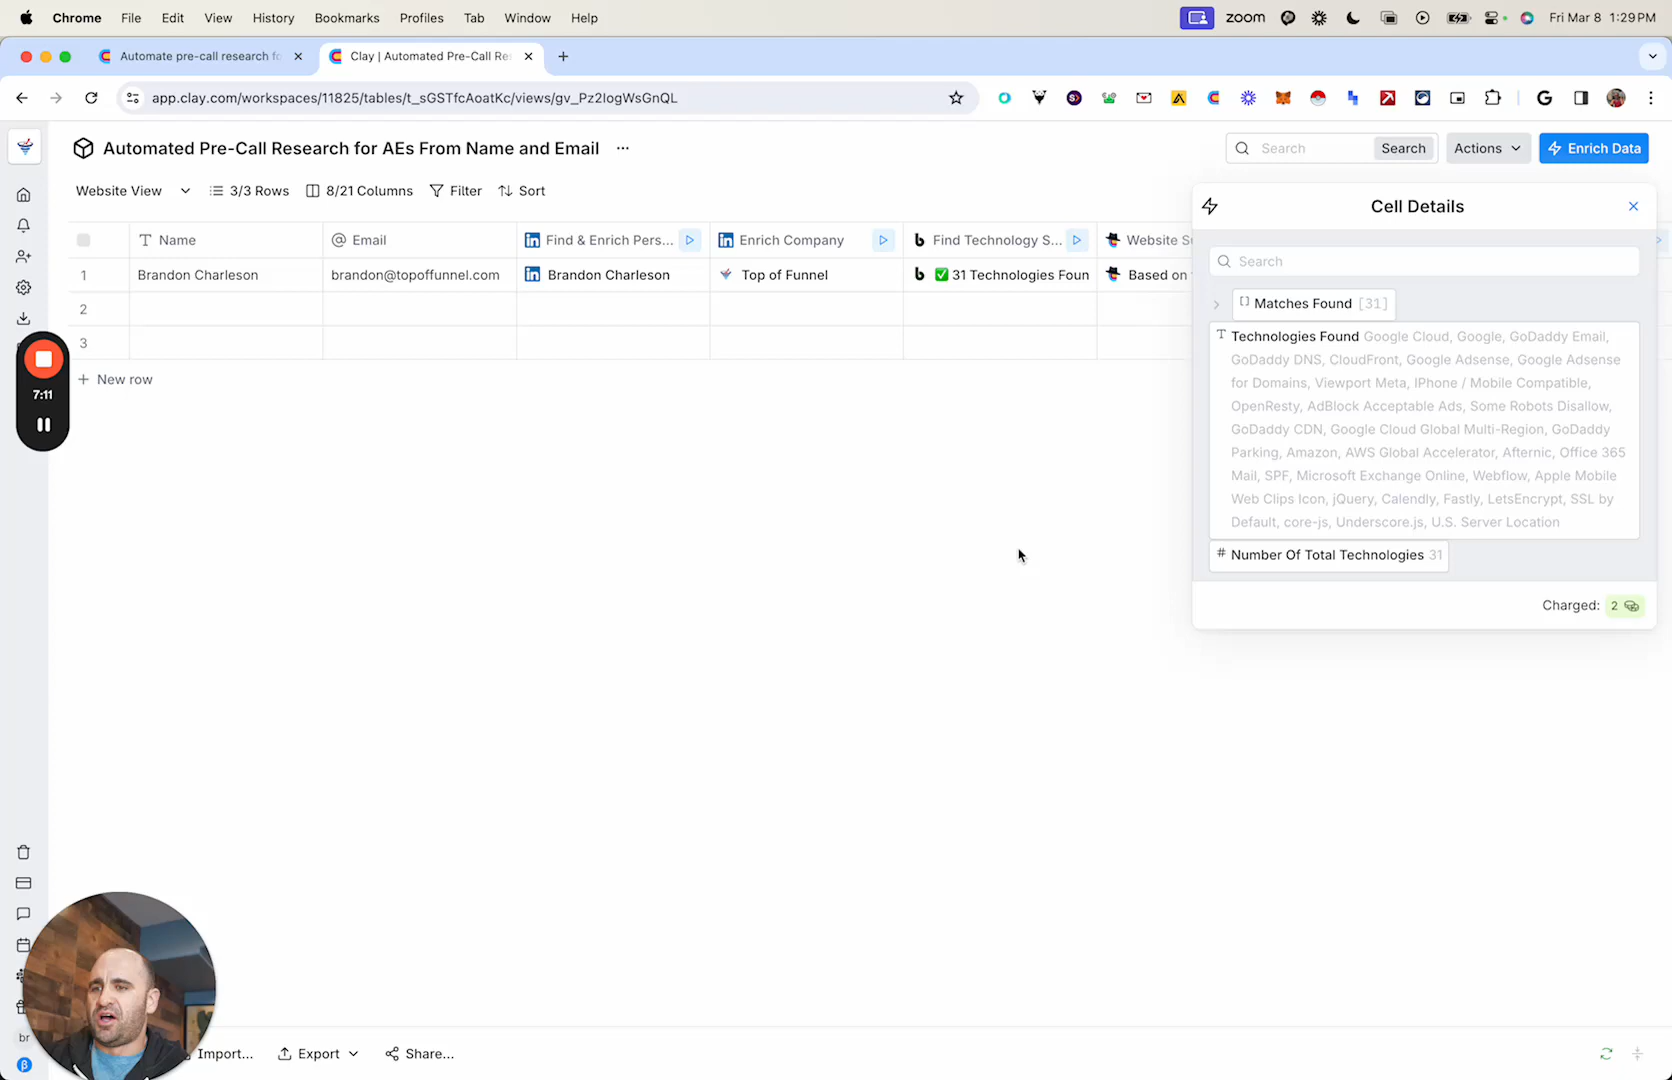 Chrome File Edit View History Bookmarks Profiles Tab Window Help zoom Fri Mar 8 1:29 PM
Automate pre-call research fo
Clay | Automated Pre-Call Re
app.clay.com/workspaces/11825/tables/t_sGSTfcAoatKc/views/gv_Pz2IogWsGnQL
Automated Pre-Call Research for AEs From Name and Email ... Search Search Actions Enrich Data
Website View 3/3 Rows 8/21 Columns Filter Sort
Name Email Find & Enrich Pers... Enrich Company Find Technology S... Website
1 Brandon Charleson brandon@topoffunnel.com Brandon Charleson Top of Funnel 31 Technologies Foun Based on
2
3
+ New row
7:11
Cell Details
Search
Matches Found [31]
Technologies Found Google Cloud, Google, GoDaddy Email,
GoDaddy DNS, CloudFront, Google Adsense, Google Adsense
for Domains, Viewport Meta, IPhone / Mobile Compatible,
OpenResty, AdBlock Acceptable Ads, Some Robots Disallow,
GoDaddy CDN, Google Cloud Global Multi-Region, GoDaddy
Parking, Amazon, AWS Global Accelerator, Afternic, Office 365
Mail, SPF, Microsoft Exchange Online, Webflow, Apple Mobile
Web Clips Icon, jQuery, Calendly, Fastly, LetsEncrypt, SSL by
Default, core-js, Underscore.js, U.S. Server Location
# Number Of Total Technologies 31
Charged: 2
br
β
Import... Export Share...